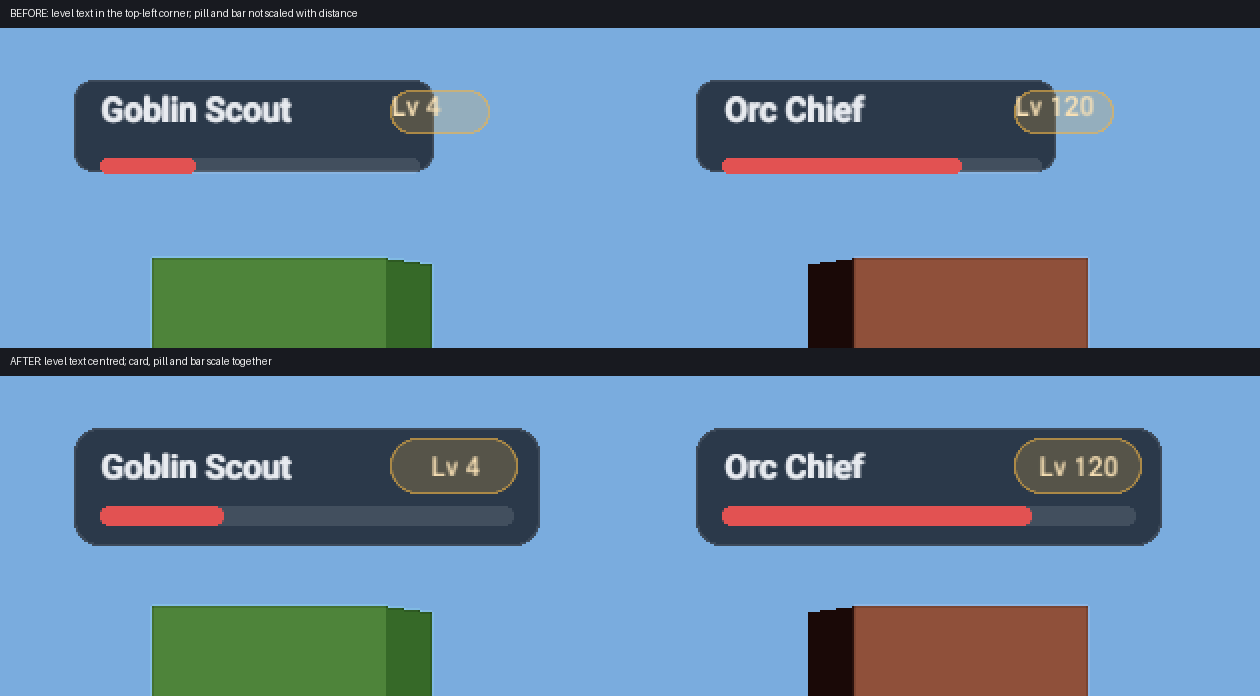 BEFORE: level text in the top-left corner; pill and bar not scaled with distance
Goblin Scout
Lv 4
Orc Chief
Lv 120
AFTER: level text centred; card, pill and bar scale together
Goblin Scout
Lv 4
Orc Chief
Lv 120